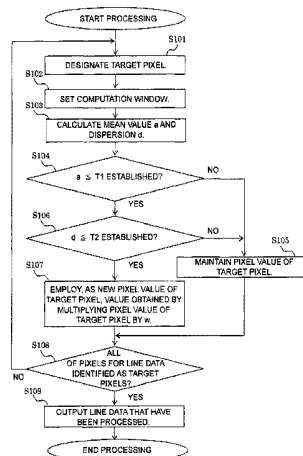 START PROCESSING
S101
DESIGNATE TARGET PIXEL.
S102
SET COMPUTATION WINDOW.
S103
CALCULATE MEAN VALUE a AND
DISPERSION d.
S104
a ≦ T1 ESTABLISHED?
NO
YES
S106
d ≦ T2 ESTABLISHED?
NO
S105
YES
MAINTAIN PIXEL VALUE OF
TARGET PIXEL.
S107
EMPLOY, AS NEW PIXEL VALUE OF
TARGET PIXEL, VALUE OBTAINED BY
MULTIPLYING PIXEL VALUE OF
TARGET PIXEL BY w.
S108
ALL
OF PIXELS FOR LINE DATA
IDENTIFIED AS TARGET
PIXELS?
NO
YES
S109
OUTPUT LINE DATA THAT HAVE
BEEN PROCESSED.
END PROCESSING